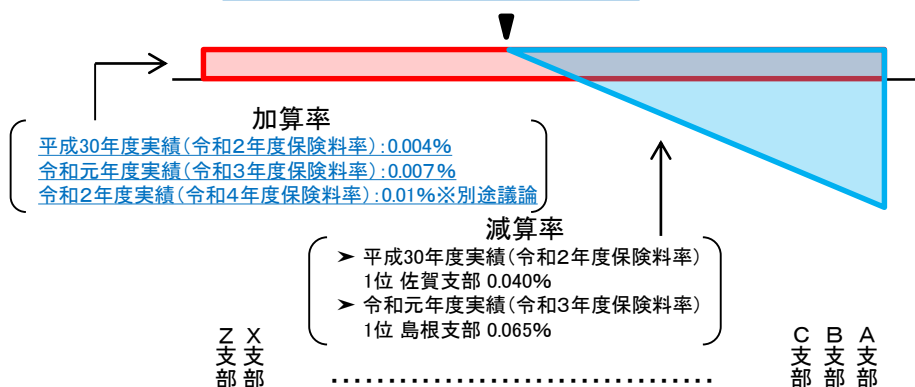 加算率
平成30年度実績(令和2年度保険料率):0.004%
令和元年度実績(令和3年度保険料率):0.007%
令和2年度実績(令和4年度保険料率):0.01%※別途議論
減算率
➤ 平成30年度実績(令和2年度保険料率)
1位 佐賀支部 0.040%
➤ 令和元年度実績(令和3年度保険料率)
1位 島根支部 0.065%
Z支部
X支部
C支部
B支部
A支部